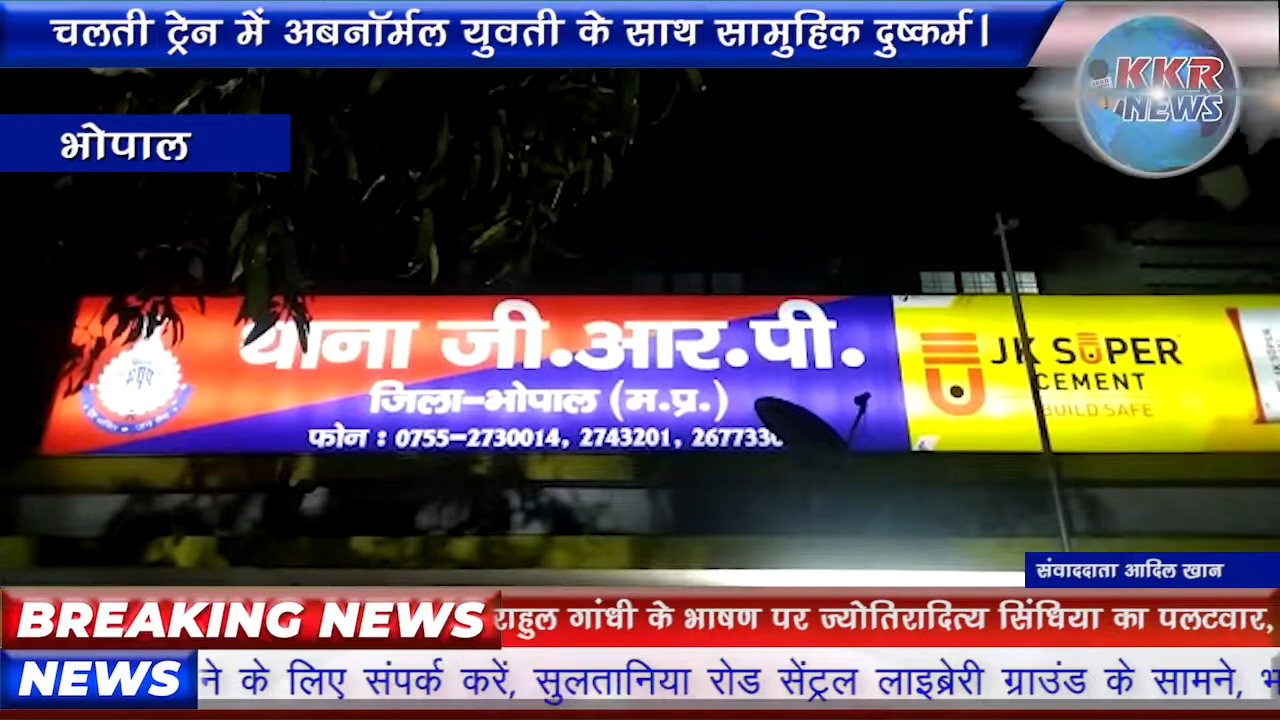 चलती ट्रेन में अबनॉर्मल युवती के साथ सामुहिक दुष्कर्म।
KKR
NEWS
भोपाल
थाना जी.आर.पी.
जिला-भोपाल (म.प्र.)
फोन : 0755-2730014, 2743201,
JK SUPER
CEMENT
BUILD SAFE
संवाददाता आदिल खान
BREAKING NEWS
राहुल गांधी के भाषण पर ज्योतिरादित्य सिंधिया का पलटवार,
NEWS
ने के लिए संपर्क करें, सुलतानिया रोड सेंट्रल लाइब्रेरी ग्राउंड के सामने,